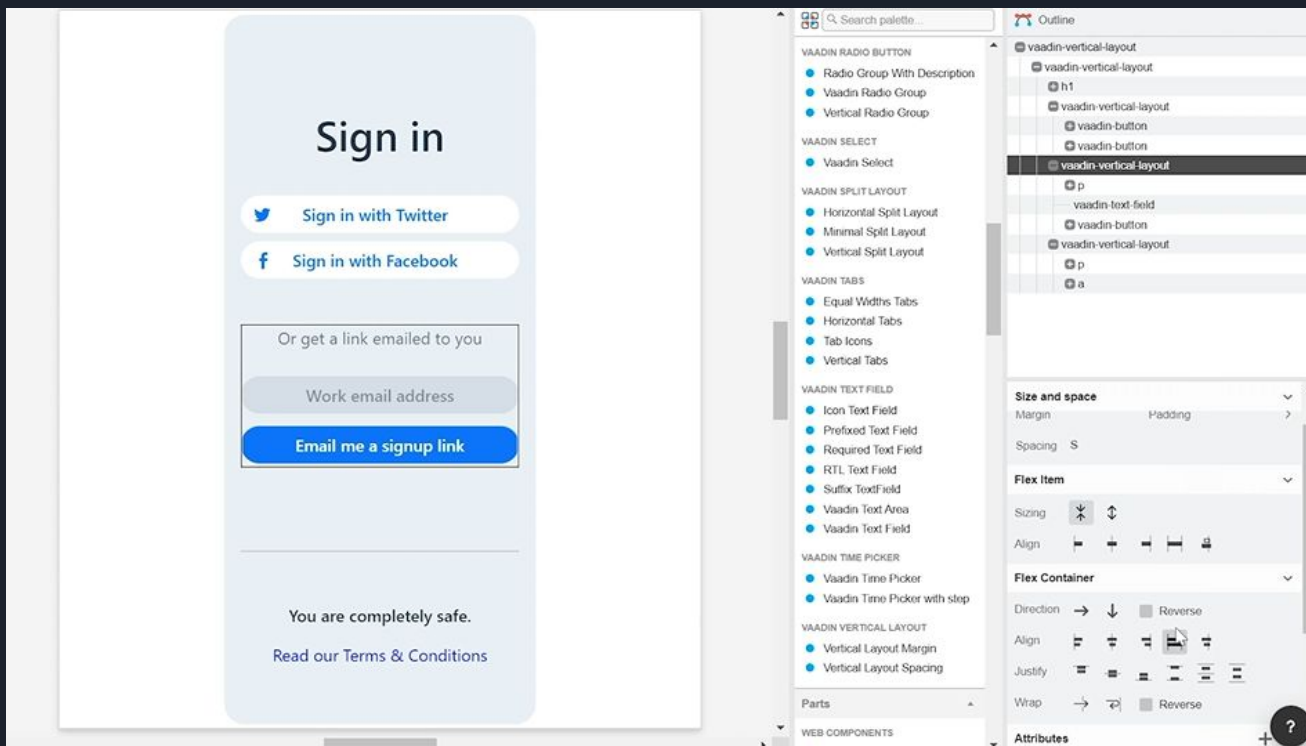 Sign in
Sign in with Twitter
Sign in with Facebook
Or get a link emailed to you
Work email address
Email me a signup link
You are completely safe.
Read our Terms & Conditions
Search palette...
VAADIN RADIO BUTTON
Radio Group With Description
Vaadin Radio Group
Vertical Radio Group
VAADIN SELECT
Vaadin Select
VAADIN SPLIT LAYOUT
Horizontal Split Layout
Minimal Split Layout
Vertical Split Layout
VAADIN TABS
Equal Widths Tabs
Horizontal Tabs
Tab Icons
Vertical Tabs
VAADIN TEXT FIELD
Icon Text Field
Prefixed Text Field
Required Text Field
RTL Text Field
Suffix TextField
Vaadin Text Area
Vaadin Text Field
VAADIN TIME PICKER
Vaadin Time Picker
Vaadin Time Picker with step
VAADIN VERTICAL LAYOUT
Vertical Layout Margin
Vertical Layout Spacing
Parts
WEB COMPONENTS
Outline
vaadin-vertical-layout
vaadin-vertical-layout
h1
vaadin-vertical-layout
vaadin-button
vaadin-button
vaadin-vertical-layout
p
vaadin-text-field
vaadin-button
vaadin-vertical-layout
p
a
Size and space
Margin Padding
Spacing S
Flex Item
Sizing
Align
Flex Container
Direction Reverse
Align
Justify
Wrap Reverse
Attributes
?